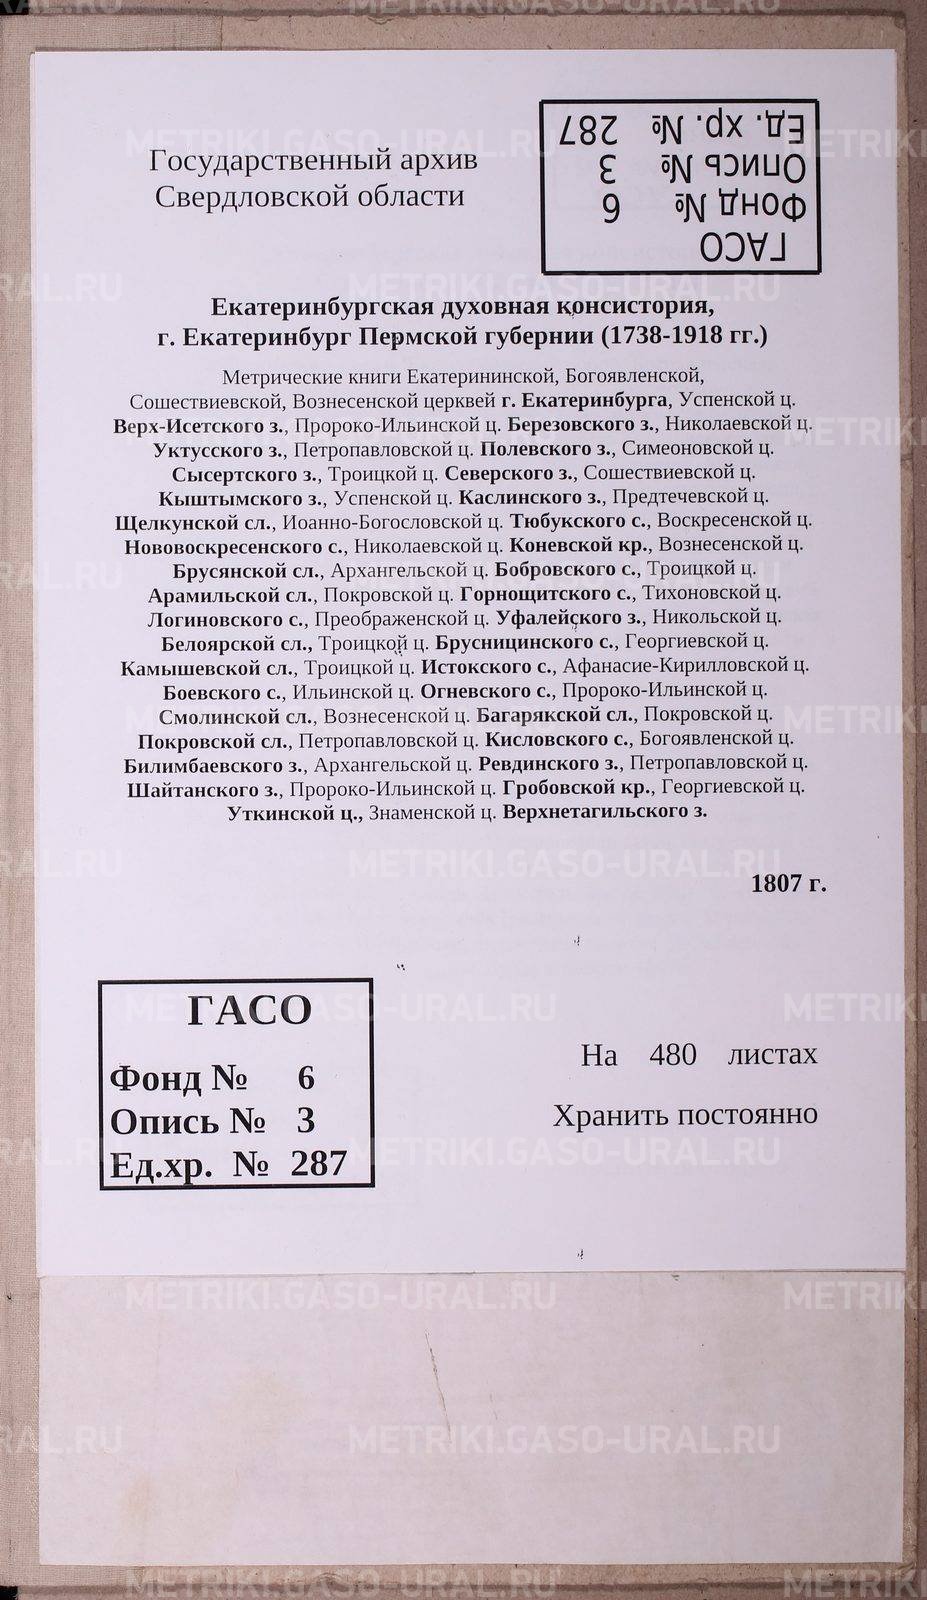 Государственный архив
Свердловской области
ГАСО
Фонд № 6
Опись № 3
Ед. хр. № 287
Екатеринбургская духовная консистория,
г. Екатеринбург Пермской губернии (1738-1918 гг.)
Метрические книги Екатерининской, Богоявленской,
Сошествиевской, Вознесенской церквей г. Екатеринбурга, Успенской ц.
Верх-Исетского з., Пророко-Ильинской ц. Березовского з., Николаевской ц.
Уктусского з., Петропавловской ц. Полевского з., Симеоновской ц.
Сысертского з., Троицкой ц. Северского з., Сошествиевской ц.
Кыштымского з., Успенской ц. Каслинского з., Предтечевской ц.
Щелкунской сл., Иоанно-Богословской ц. Тюбукского с., Воскресенской ц.
Нововоскресенского с., Николаевской ц. Коневской кр., Вознесенской ц.
Брусянской сл., Архангельской ц. Бобровского с., Троицкой ц.
Арамильской сл., Покровской ц. Горнощитского с., Тихоновской ц.
Логиновского с., Преображенской ц. Уфалейского з., Никольской ц.
Белоярской сл., Троицкой ц. Брусницинского с., Георгиевской ц.
Камышевской сл., Троицкой ц. Истокского с., Афанасие-Кирилловской ц.
Боевского с., Ильинской ц. Огневского с., Пророко-Ильинской ц.
Смолинской сл., Вознесенской ц. Багарякской сл., Покровской ц.
Покровской сл., Петропавловской ц. Кисловского с., Богоявленской ц.
Билимбаевского з., Архангельской ц. Ревдинского з., Петропавловской ц.
Шайтанского з., Пророко-Ильинской ц. Гробовской кр., Георгиевской ц.
Уткинской ц., Знаменской ц. Верхнетагильского з.
1807 г.
ГАСО
Фонд № 6
Опись № 3
Ед.хр. № 287
На 480 листах
Хранить постоянно
METRIKI.GASO-URAL.RU